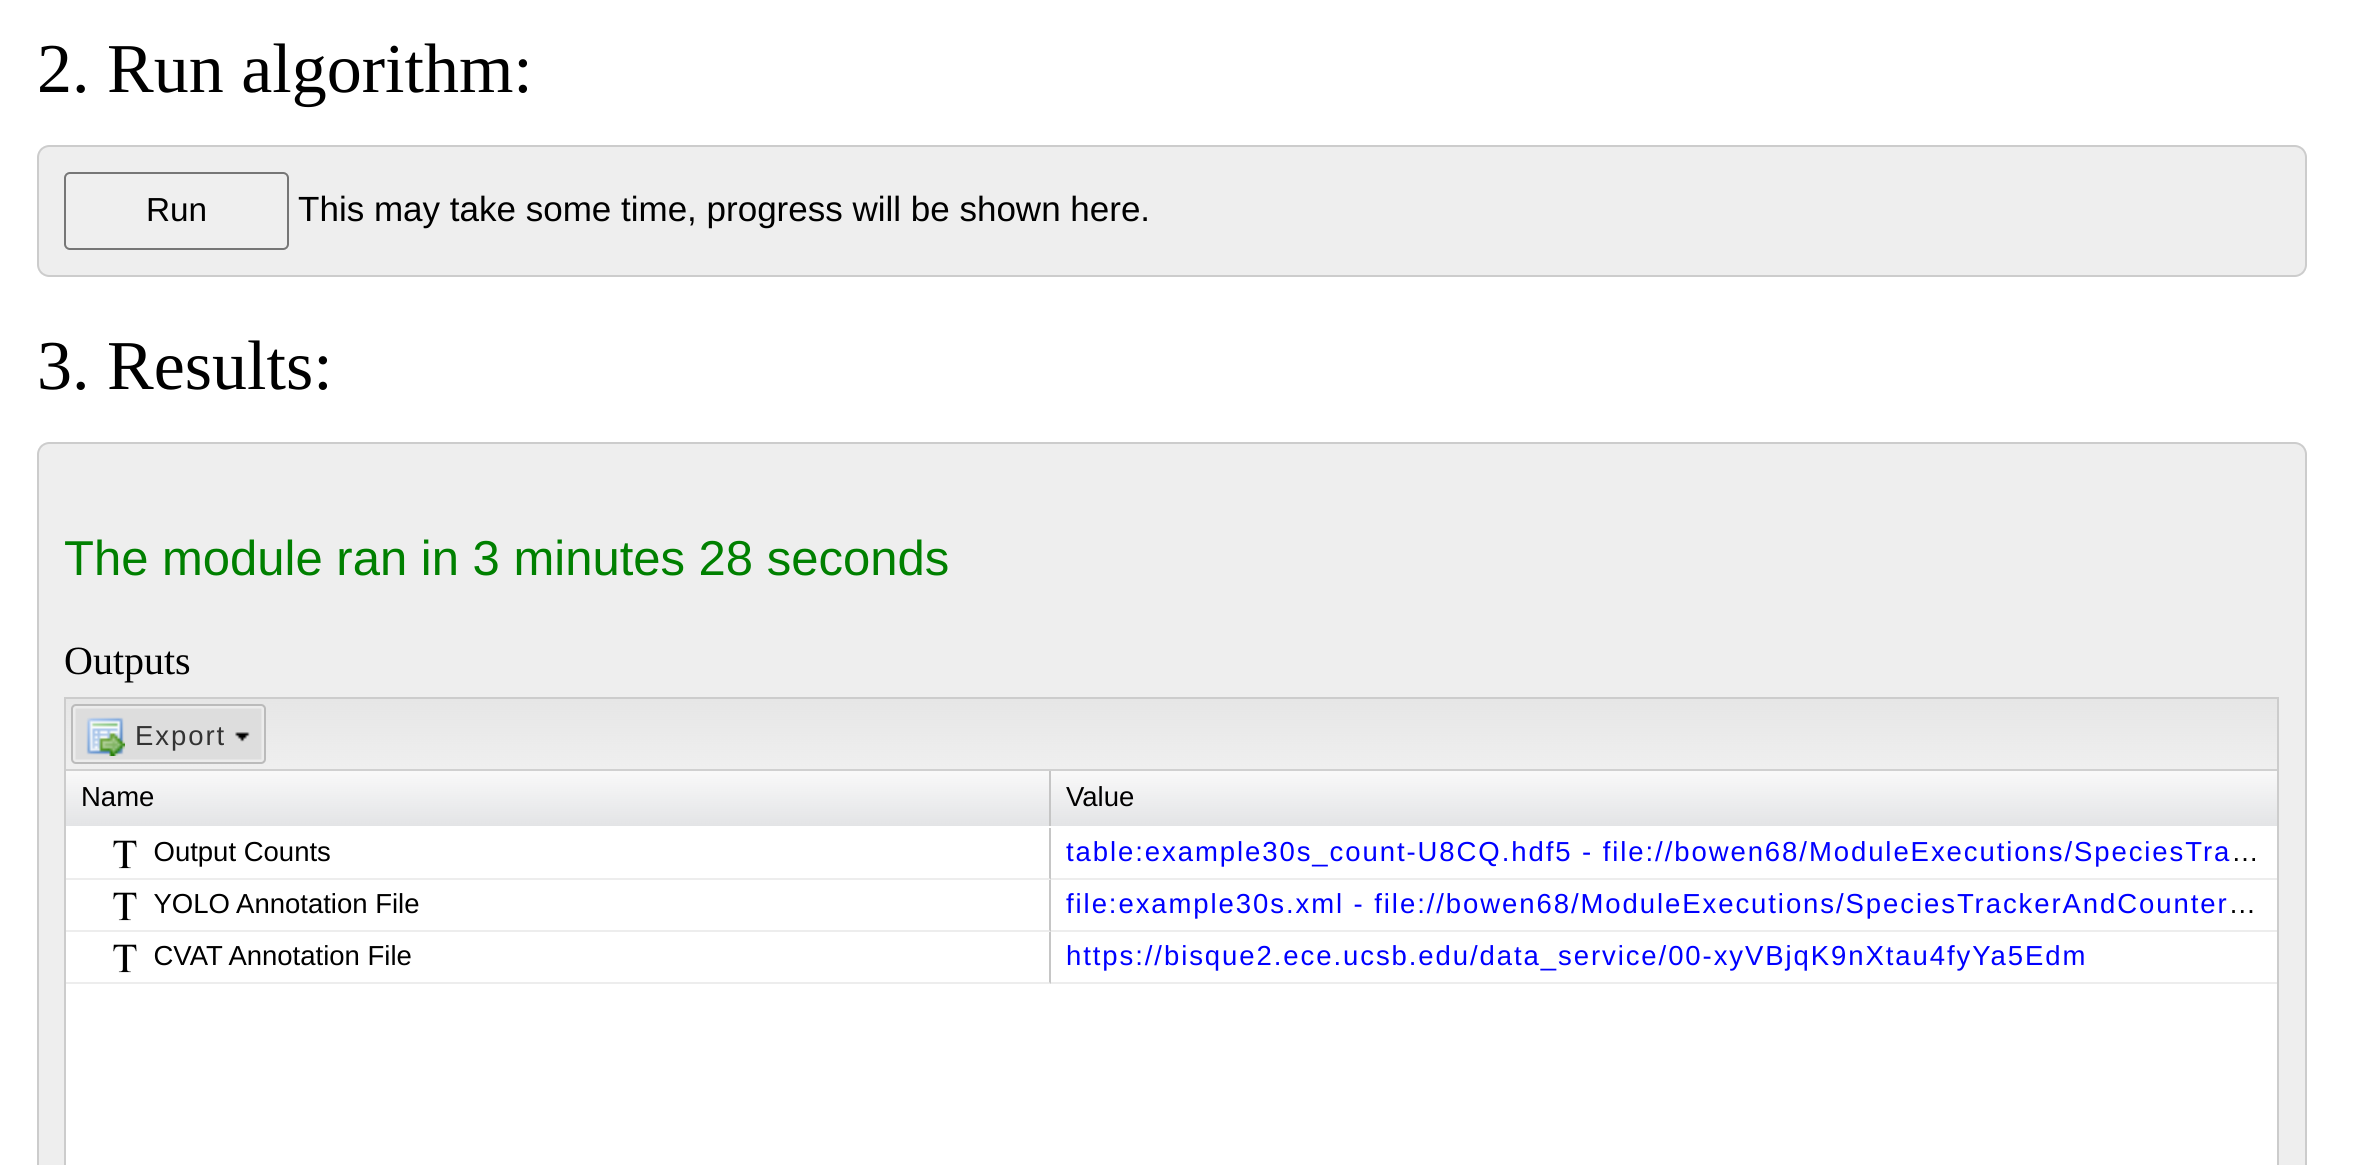 2. Run algorithm:
Run This may take some time, progress will be shown here.
3. Results:
The module ran in 3 minutes 28 seconds
Outputs
Export
Name Value
T Output Counts table:example30s_count-U8CQ.hdf5 - file://bowen68/ModuleExecutions/SpeciesTra...
T YOLO Annotation File file:example30s.xml - file://bowen68/ModuleExecutions/SpeciesTrackerAndCounter...
T CVAT Annotation File https://bisque2.ece.ucsb.edu/data_service/00-xyVBjqK9nXtau4fyYa5Edm